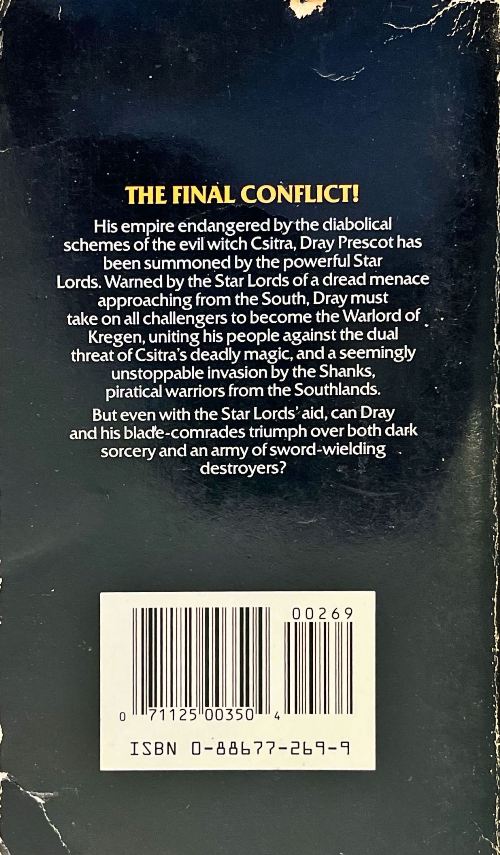 THE FINAL CONFLICT!
His empire endangered by the diabolical
schemes of the evil witch Csitra, Dray Prescot has
been summoned by the powerful Star
Lords. Warned by the Star Lords of a dread menace
approaching from the South, Dray must
take on all challengers to become the Warlord of
Kregen, uniting his people against the dual
threat of Csitra's deadly magic, and a seemingly
unstoppable invasion by the Shanks,
piratical warriors from the Southlands.
But even with the Star Lords' aid, can Dray
and his blade-comrades triumph over both dark
sorcery and an army of sword-wielding
destroyers?
00269
0 71125 00350 4
ISBN 0-88677-269-9